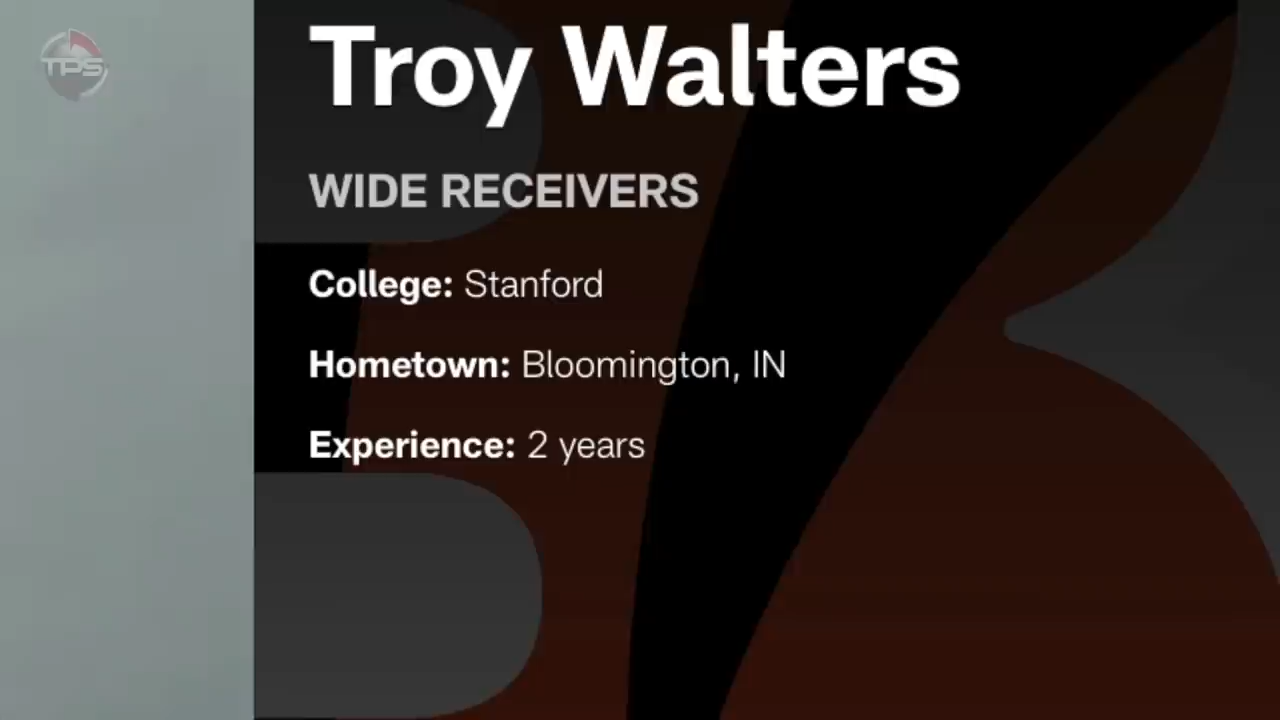 TPS
Troy Walters
WIDE RECEIVERS
College: Stanford
Hometown: Bloomington, IN
Experience: 2 years